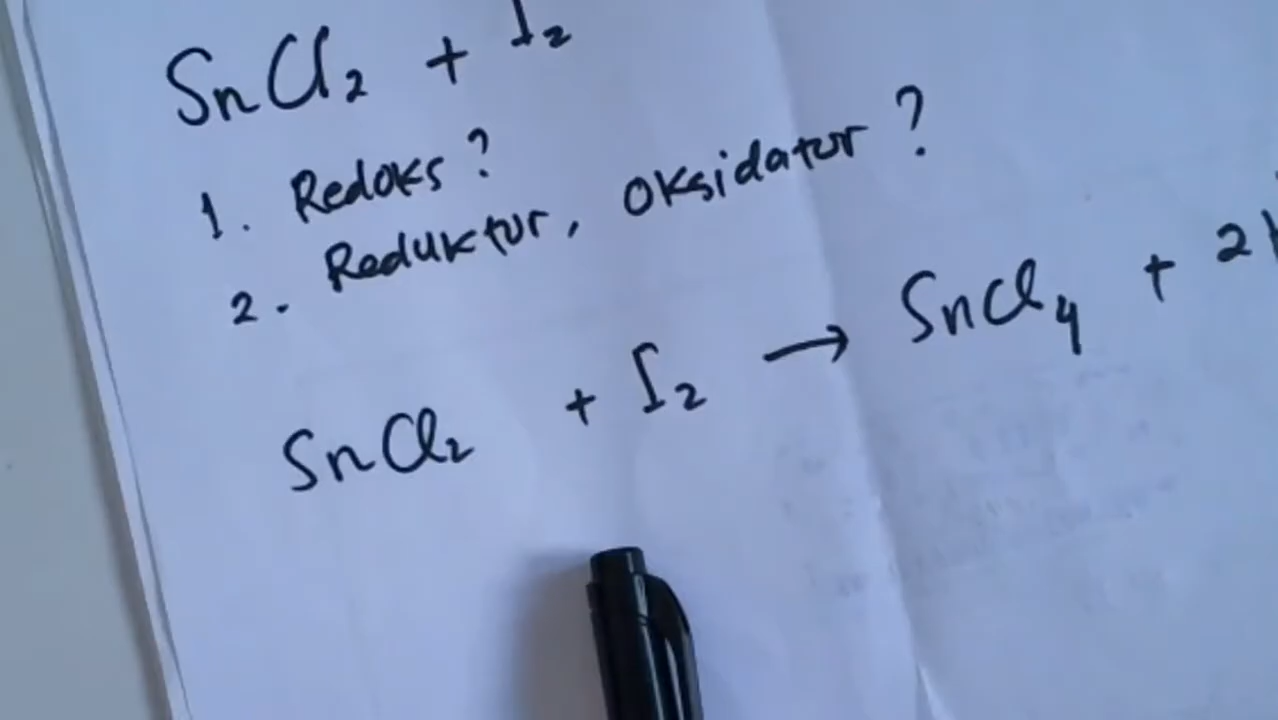 SnCl₂ + I₂
1. Redoks?
2. Reduktor, oksidator?
SnCl₂ + I₂ → SnCl₄ + 2